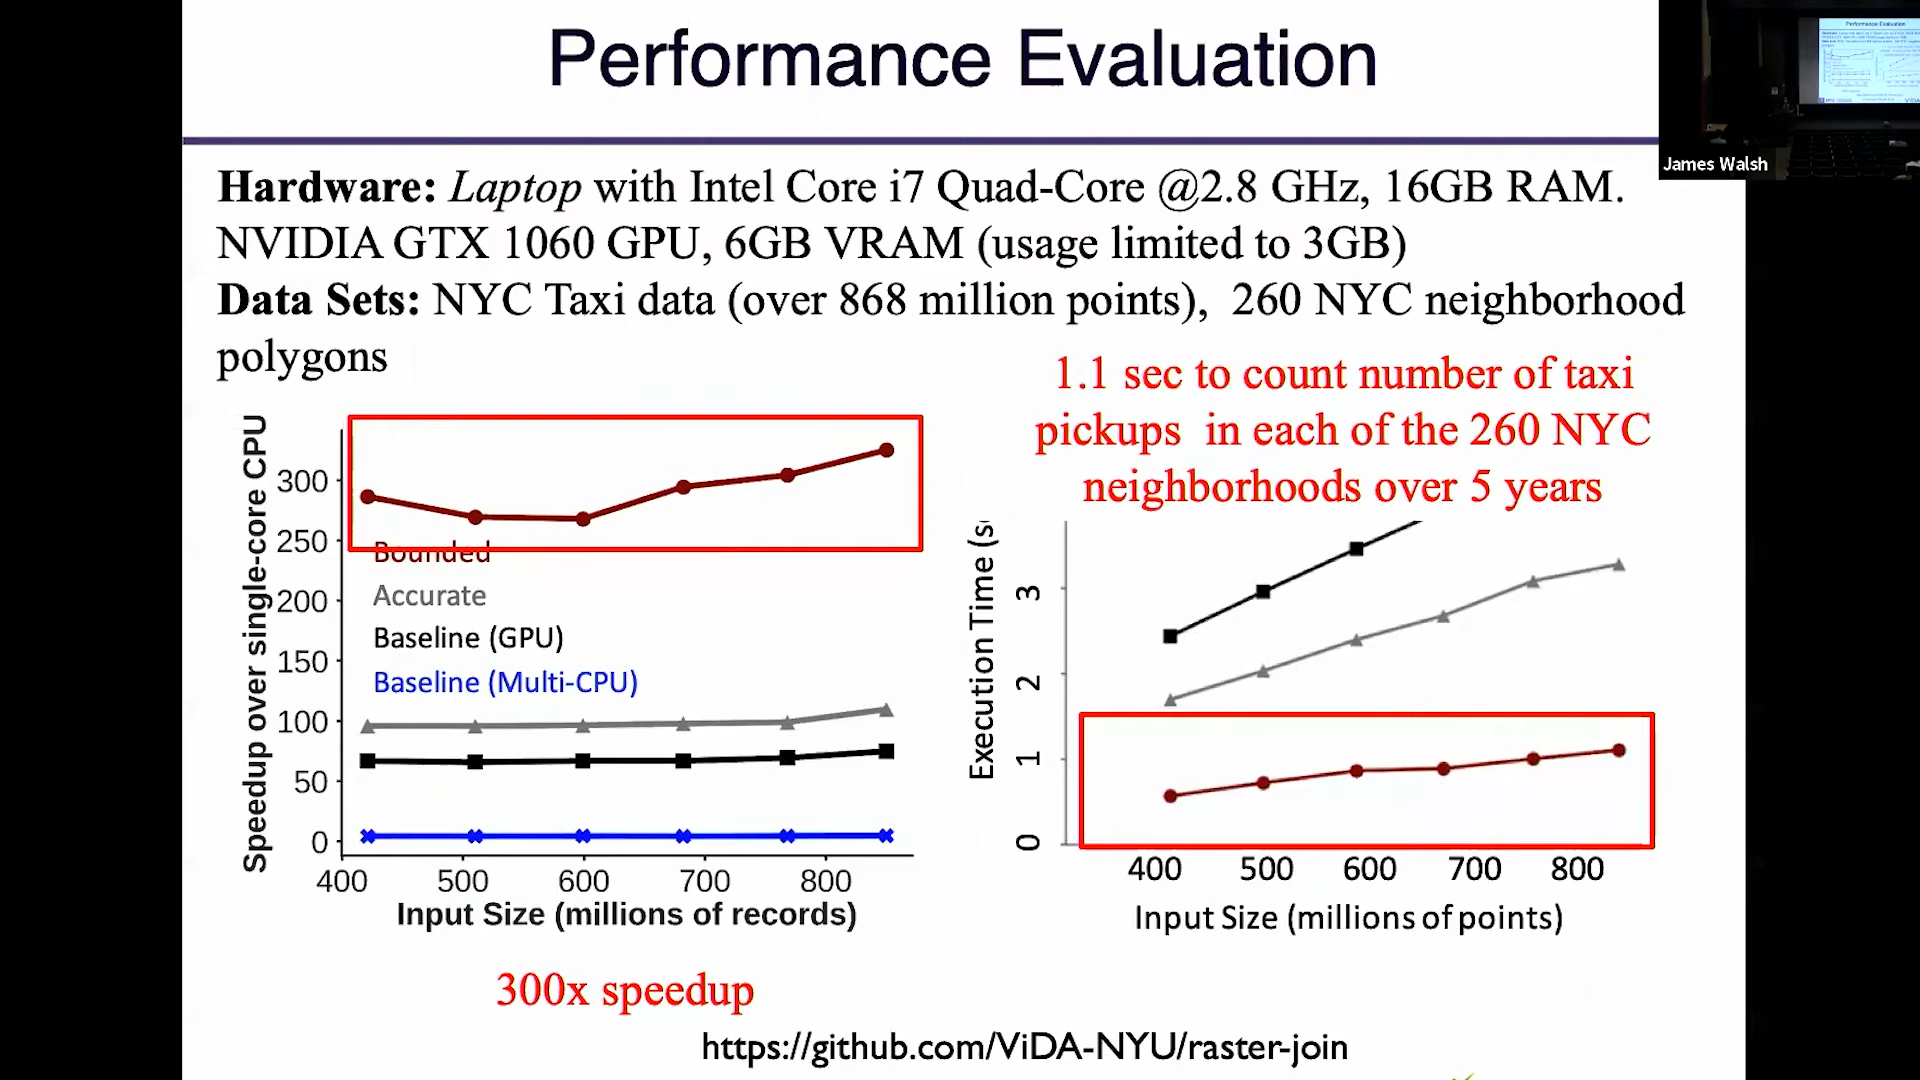 Performance Evaluation
James Walsh
Hardware: Laptop with Intel Core i7 Quad-Core @2.8 GHz, 16GB RAM.
NVIDIA GTX 1060 GPU, 6GB VRAM (usage limited to 3GB)
Data Sets: NYC Taxi data (over 868 million points), 260 NYC neighborhood
polygons
1.1 sec to count number of taxi
pickups in each of the 260 NYC
neighborhoods over 5 years
Speedup over single-core CPU
300
250
200
150
100
50
0
Bounded
Accurate
Baseline (GPU)
Baseline (Multi-CPU)
400 500 600 700 800
Input Size (millions of records)
300x speedup
Execution Time (s
3
2
1
0
400 500 600 700 800
Input Size (millions of points)
https://github.com/ViDA-NYU/raster-join